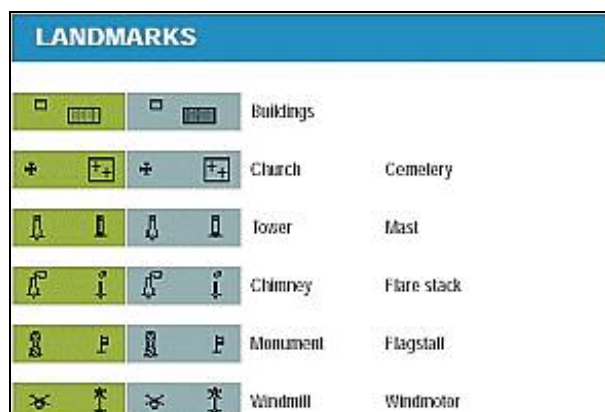 LANDMARKS
Buildings
Church Cemetery
Tower Mast
Chimney Flare stack
Monument Flagstaff
Windmill Windmotor